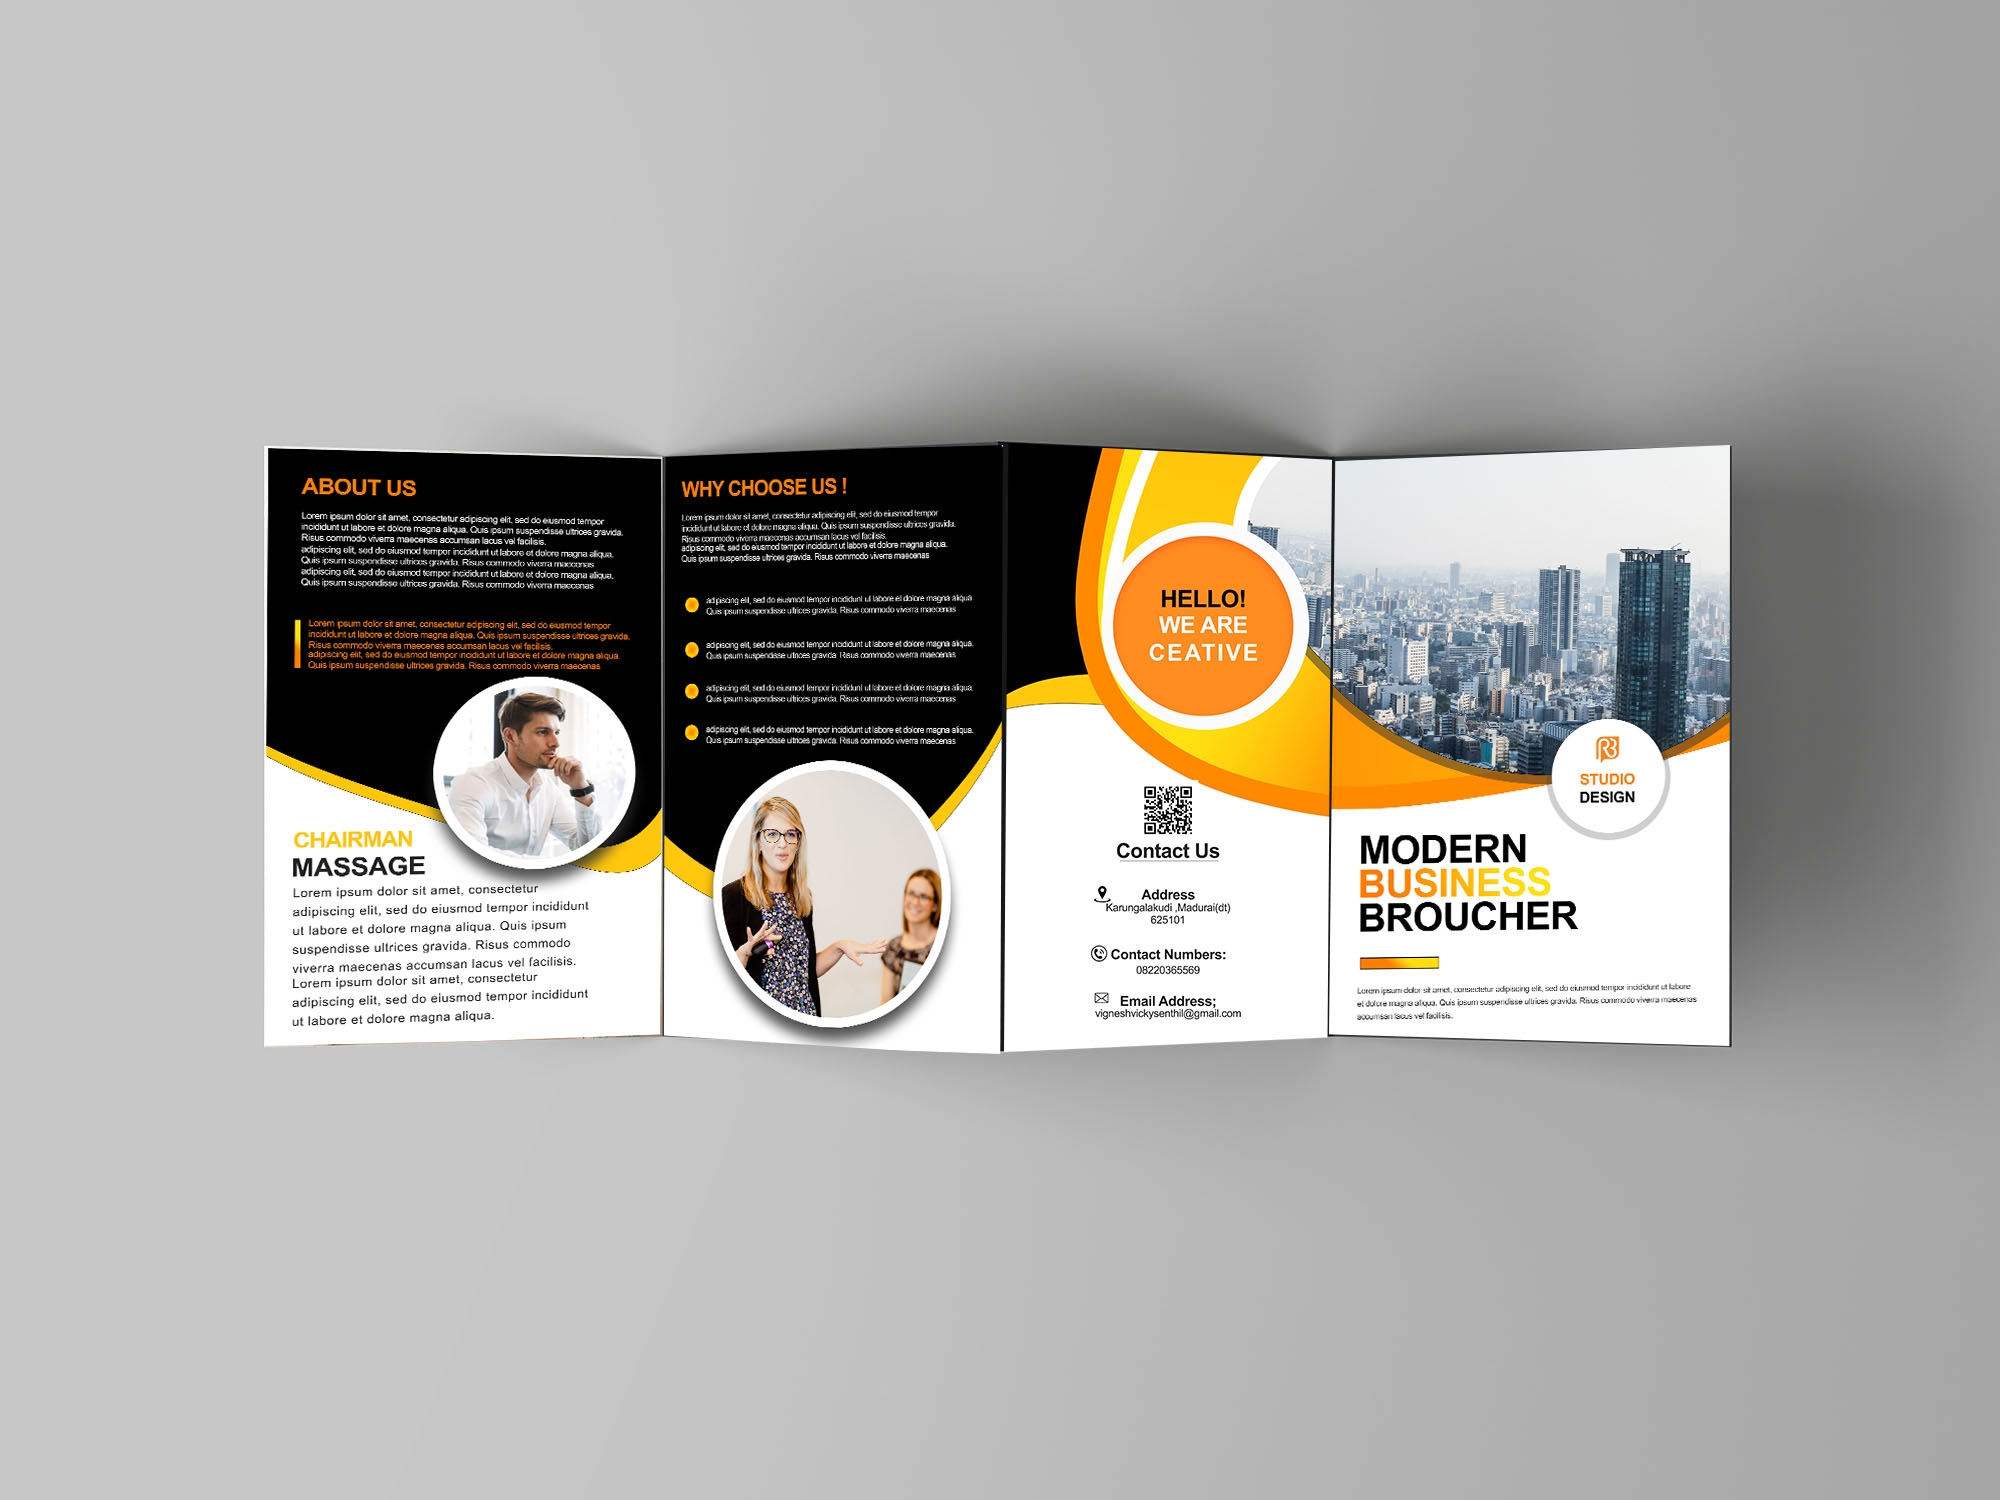 ABOUT US
Lorem ipsum dolor sit amet, consectetur adipiscing elit, sed do eiusmod tempor
incididunt ut labore et dolore magna aliqua. Quis ipsum suspendisse ultrices gravida.
Risus commodo viverra maecenas accumsan lacus vel facilisis.
adipiscing elit, sed do eiusmod tempor incididunt ut labore et dolore magna aliqua.
Quis ipsum suspendisse ultrices gravida. Risus commodo viverra maecenas
adipiscing elit, sed do eiusmod tempor incididunt ut labore et dolore magna aliqua.
Quis ipsum suspendisse ultrices gravida. Risus commodo viverra maecenas
Lorem ipsum dolor sit amet, consectetur adipiscing elit, sed do eiusmod tempor
incididunt ut labore et dolore magna aliqua. Quis ipsum suspendisse ultrices gravida.
Risus commodo viverra maecenas accumsan lacus vel facilisis.
adipiscing elit, sed do eiusmod tempor incididunt ut labore et dolore magna aliqua.
Quis ipsum suspendisse ultrices gravida. Risus commodo viverra maecenas
CHAIRMAN
MASSAGE
Lorem ipsum dolor sit amet, consectetur
adipiscing elit, sed do eiusmod tempor incididunt
ut labore et dolore magna aliqua. Quis ipsum
suspendisse ultrices gravida. Risus commodo
viverra maecenas accumsan lacus vel facilisis.
Lorem ipsum dolor sit amet, consectetur
adipiscing elit, sed do eiusmod tempor incididunt
ut labore et dolore magna aliqua.
WHY CHOOSE US !
Lorem ipsum dolor sit amet, consectetur adipiscing elit, sed do eiusmod tempor
incididunt ut labore et dolore magna aliqua. Quis ipsum suspendisse ultrices gravida.
Risus commodo viverra maecenas accumsan lacus vel facilisis.
adipiscing elit, sed do eiusmod tempor incididunt ut labore et dolore magna aliqua.
Quis ipsum suspendisse ultrices gravida. Risus commodo viverra maecenas
adipiscing elit, sed do eiusmod tempor incididunt ut labore et dolore magna aliqua.
Quis ipsum suspendisse ultrices gravida. Risus commodo viverra maecenas
adipiscing elit, sed do eiusmod tempor incididunt ut labore et dolore magna aliqua.
Quis ipsum suspendisse ultrices gravida. Risus commodo viverra maecenas
adipiscing elit, sed do eiusmod tempor incididunt ut labore et dolore magna aliqua.
Quis ipsum suspendisse ultrices gravida. Risus commodo viverra maecenas
adipiscing elit, sed do eiusmod tempor incididunt ut labore et dolore magna aliqua.
Quis ipsum suspendisse ultrices gravida. Risus commodo viverra maecenas
HELLO!
WE ARE
CEATIVE
Contact Us
Address
Karungalakudi ,Madurai(dt)
625101
Contact Numbers:
08220365569
Email Address;
vigneshvickysenthil@gmail.com
STUDIO
DESIGN
MODERN
BUSINESS
BROUCHER
Lorem ipsum dolor sit amet, consectetur adipiscing elit, sed do eiusmod tempor incididunt ut labore
et dolore magna aliqua. Quis ipsum suspendisse ultrices gravida. Risus commodo viverra maecenas
accumsan lacus vel facilisis.